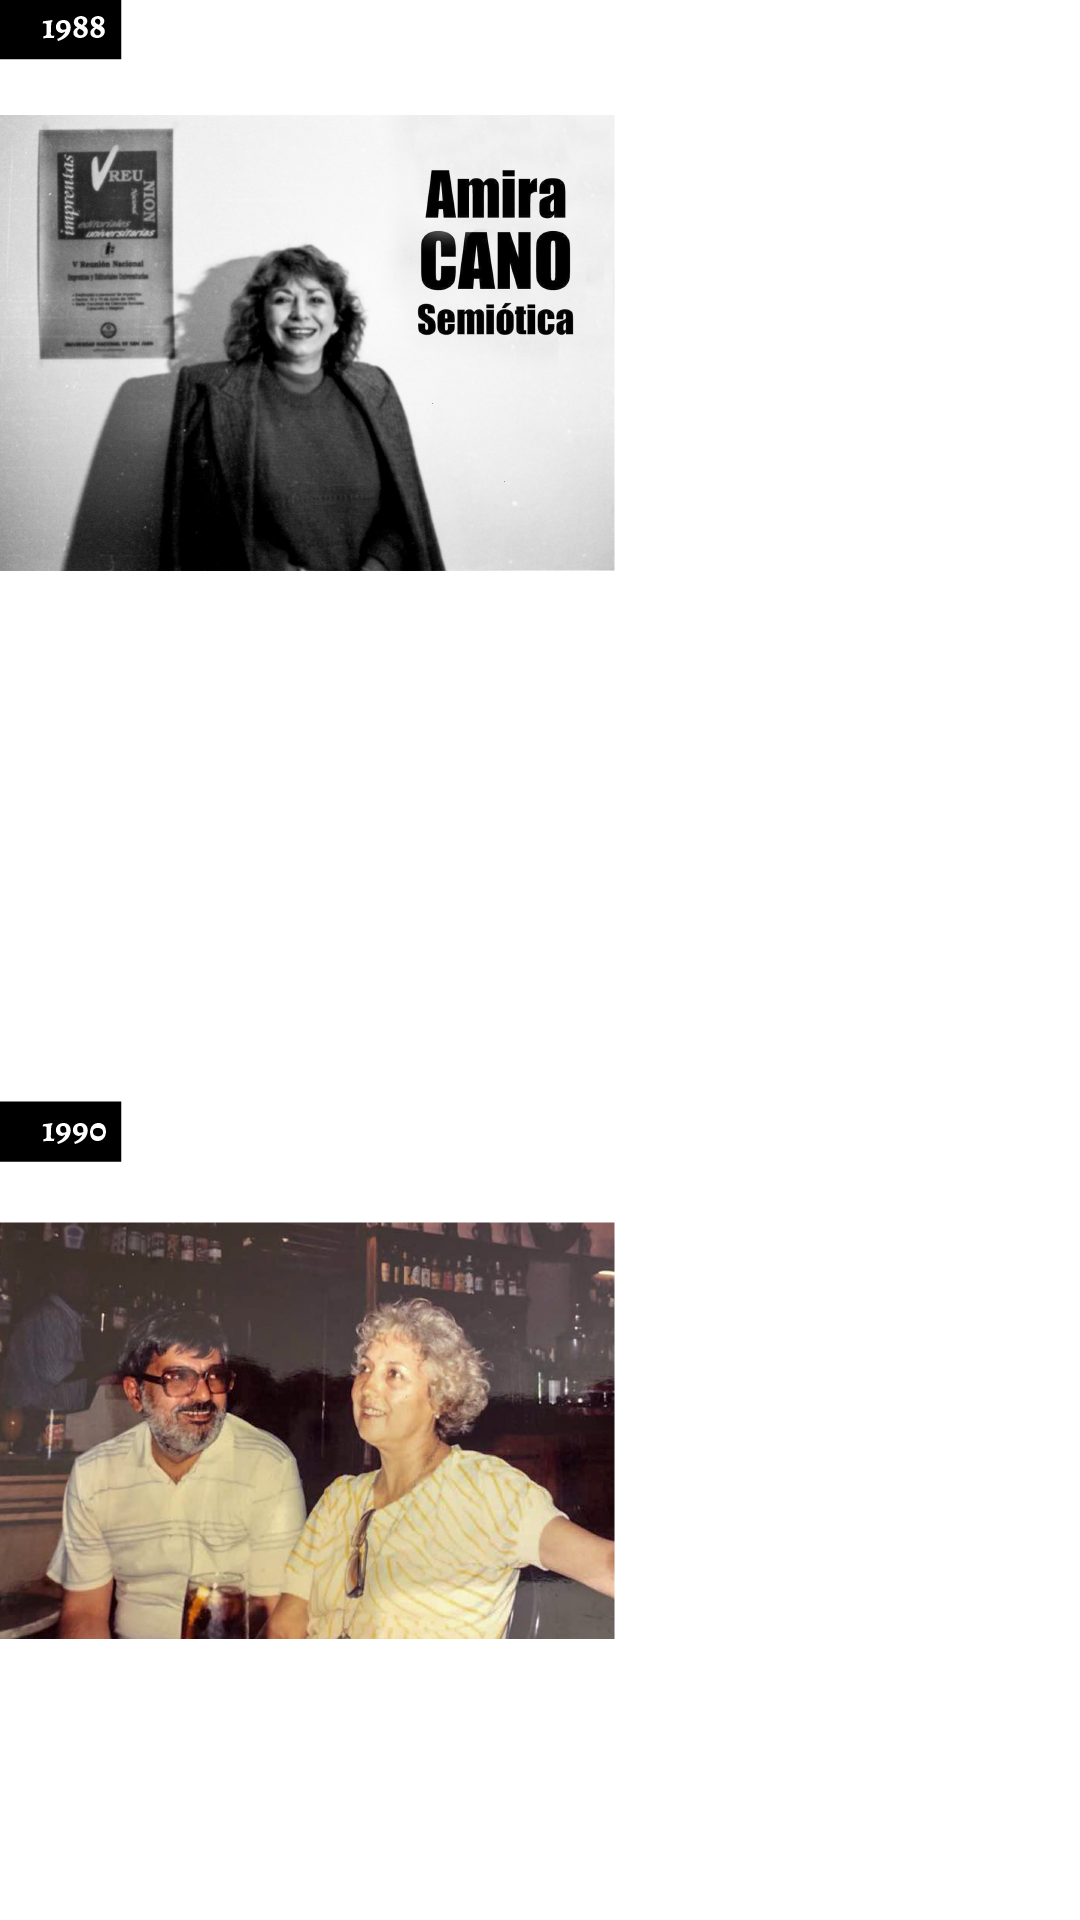 1988
imprentas
V REU
NION
Nacional
editoriales
universitarias
V Reunión Nacional
Imprentas y Editoriales Universitarias
UNIVERSIDAD NACIONAL DE SAN JUAN
Amira
CANO
Semiótica
1990